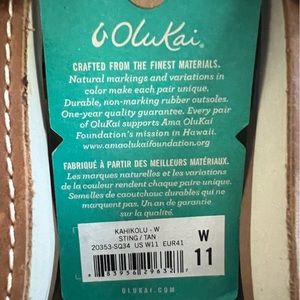 OluKai
CRAFTED FROM THE FINEST MATERIALS.
Natural markings and variations in
color make each pair unique.
Durable, non-marking rubber outsoles.
One-year quality guarantee. Every pair
of OluKai supports Ama OluKai
Foundation's mission in Hawaii.
www.amaolukaifoundation.org
FABRIQUÉ À PARTIR DES MEILLEURS MATÉRIAUX.
Les marques naturelles et les variations
de la couleur rendent chaque paire unique.
Semelles de caoutchouc durables qui ne
marquent pas. Un an de garantie
sur la qualité.
KAHIKOLU - W
STING / TAN
20353-SQ34 US W11 EUR41
W
11
OLUKAI.COM